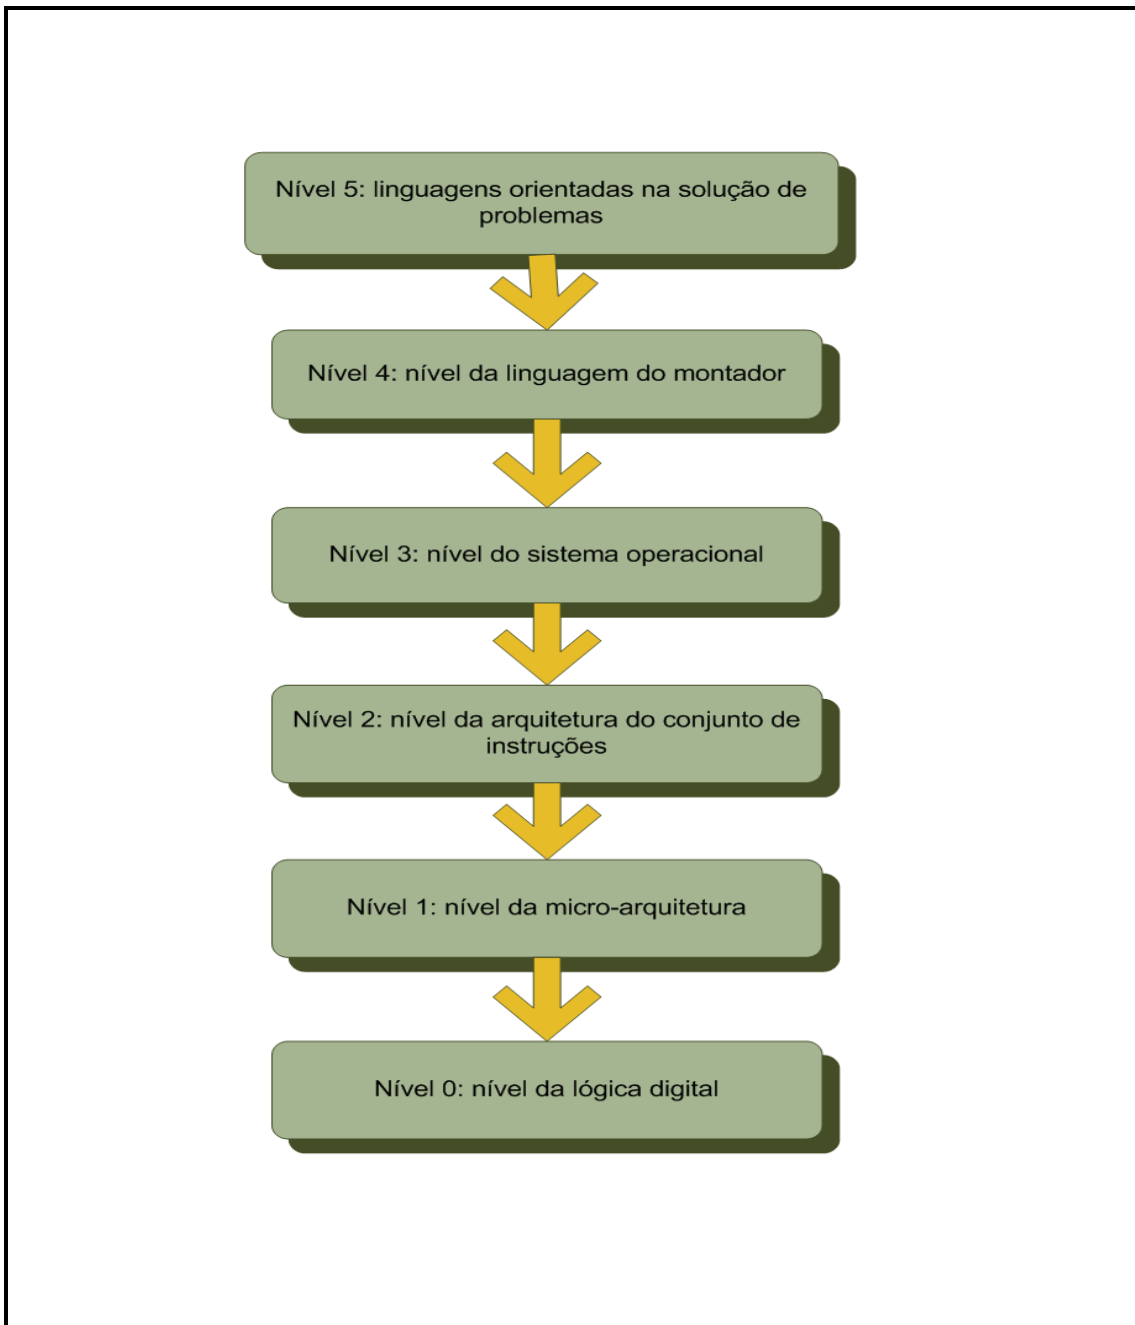 Nível 5: linguagens orientadas na solução de
problemas
Nível 4: nível da linguagem do montador
Nível 3: nível do sistema operacional
Nível 2: nível da arquitetura do conjunto de
instruções
Nível 1: nível da micro-arquitetura
Nível 0: nível da lógica digital